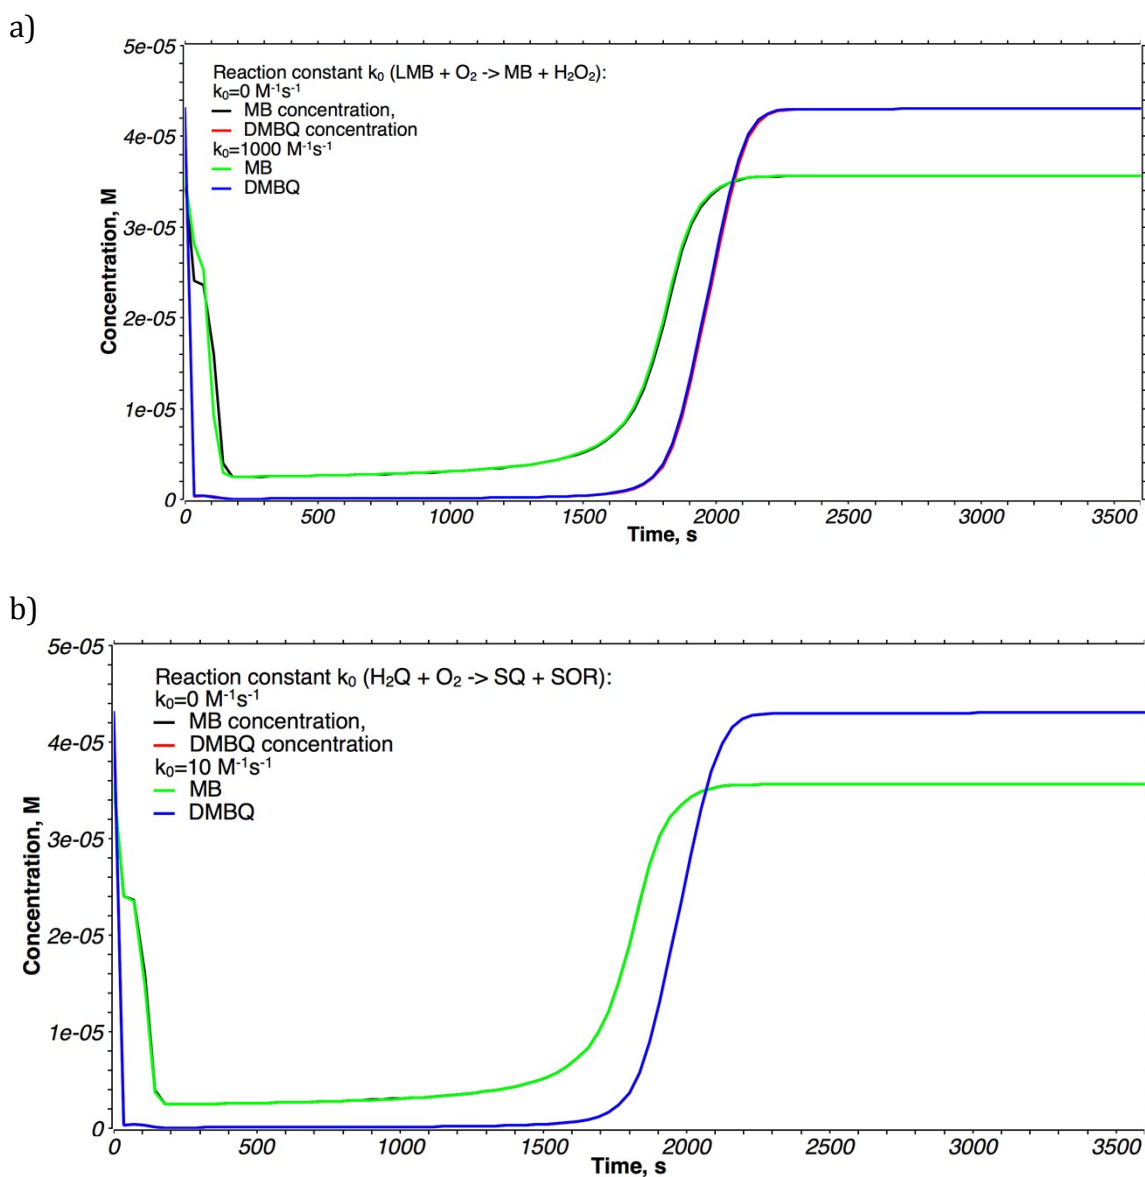 a)
5e-05
4e-05
3e-05
2e-05
1e-05
0
Concentration, M
Reaction constant k₀ (LMB + O₂ -> MB + H₂O₂):
k₀=0 M⁻¹s⁻¹
MB concentration,
DMBQ concentration
k₀=1000 M⁻¹s⁻¹
MB
DMBQ
0 500 1000 1500 2000 2500 3000 3500
Time, s
b)
5e-05
4e-05
3e-05
2e-05
1e-05
0
Concentration, M
Reaction constant k₀ (H₂Q + O₂ -> SQ + SOR):
k₀=0 M⁻¹s⁻¹
MB concentration,
DMBQ concentration
k₀=10 M⁻¹s⁻¹
MB
DMBQ
0 500 1000 1500 2000 2500 3000 3500
Time, s